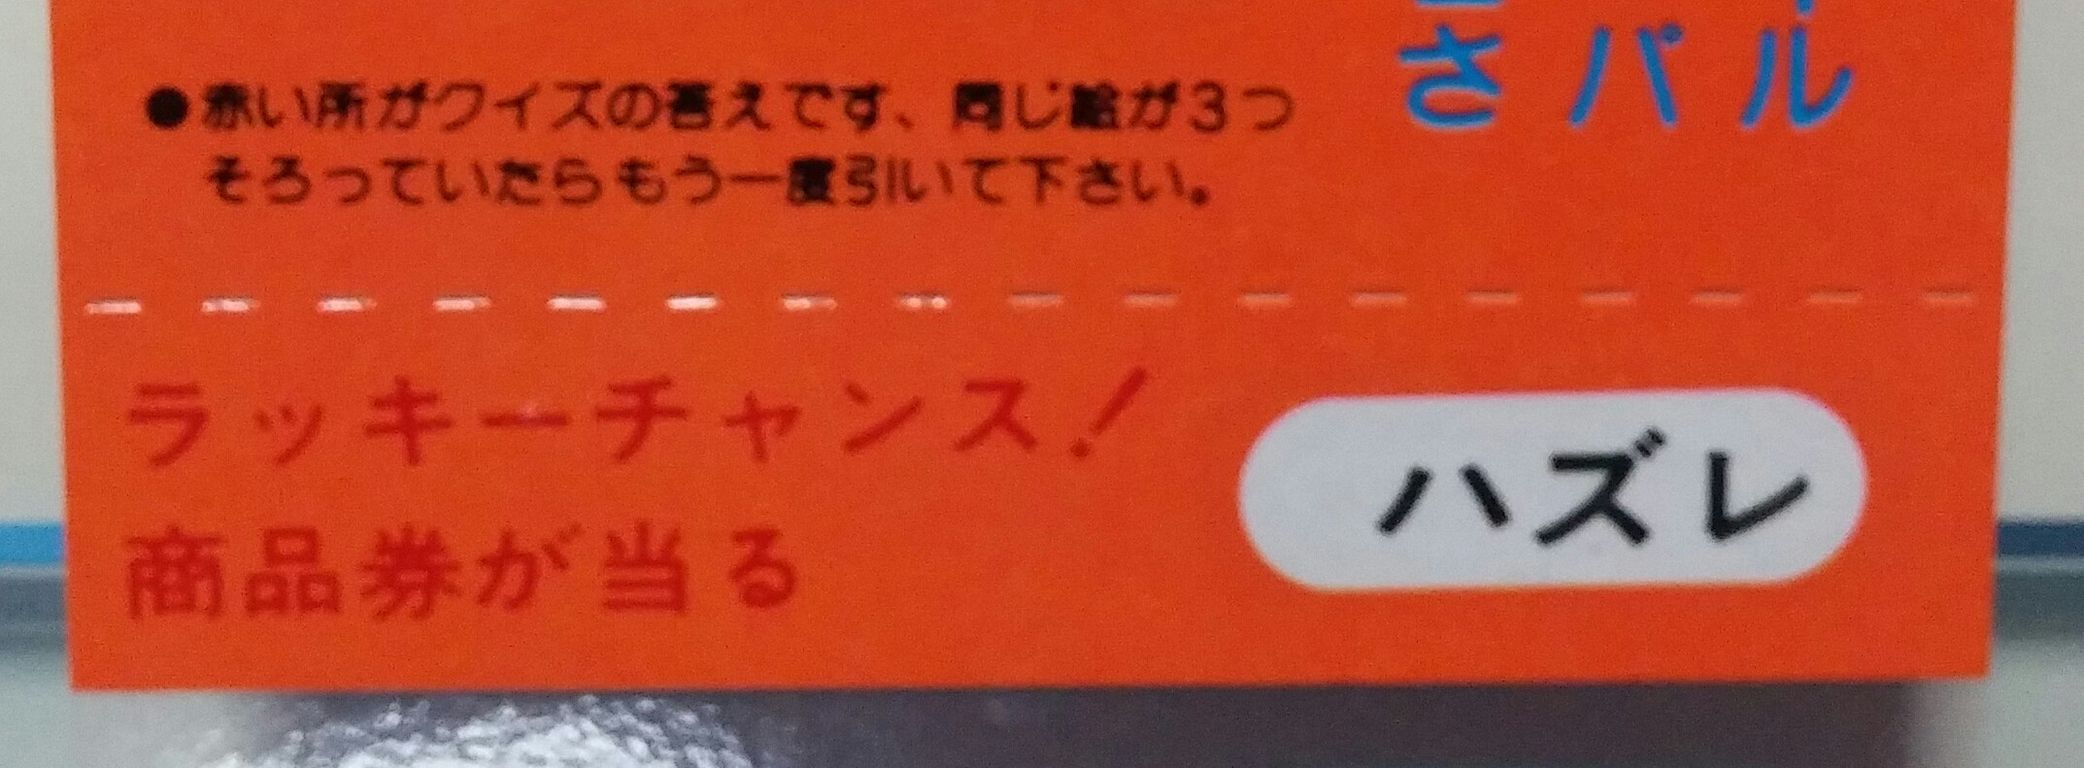 さパル
●赤い所がクイズの答えです、同じ絵が3つ
そろっていたらもう一度引いて下さい。
ラッキーチャンス!
商品券が当る
ハズレ